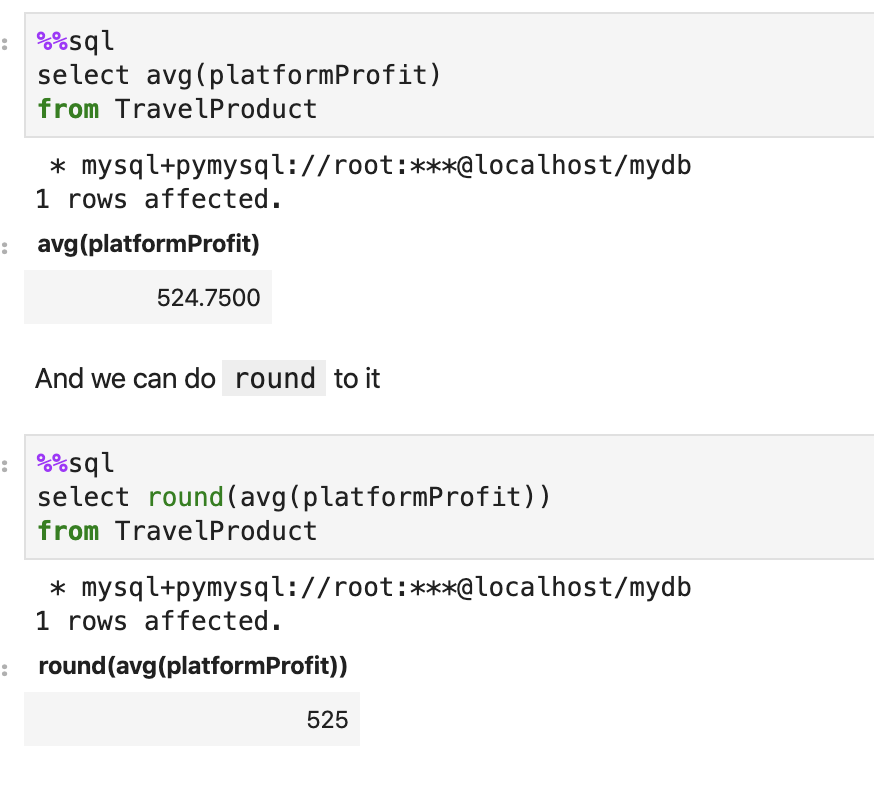 %%sql
select avg(platformProfit)
from TravelProduct
* mysql+pymysql://root:***@localhost/mydb
1 rows affected.
avg(platformProfit)
524.7500
And we can do round to it
%%sql
select round(avg(platformProfit))
from TravelProduct
* mysql+pymysql://root:***@localhost/mydb
1 rows affected.
round(avg(platformProfit))
525